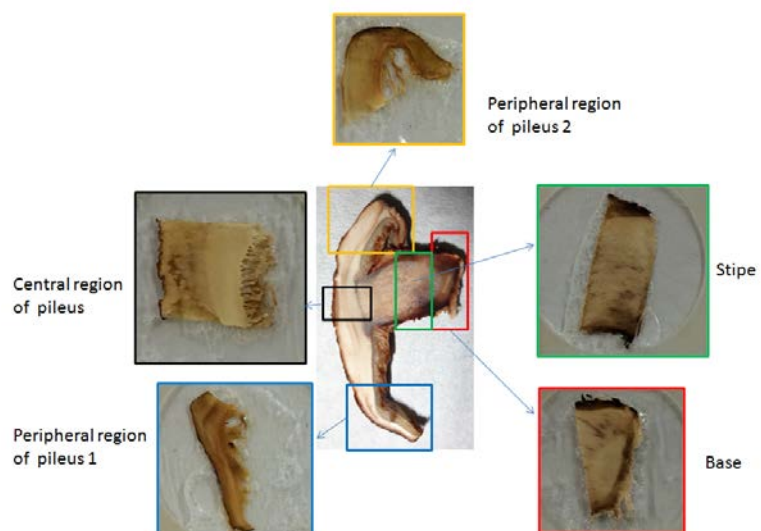 Peripheral region
of pileus 2
Central region
of pileus
Stipe
Peripheral region
of pileus 1
Base